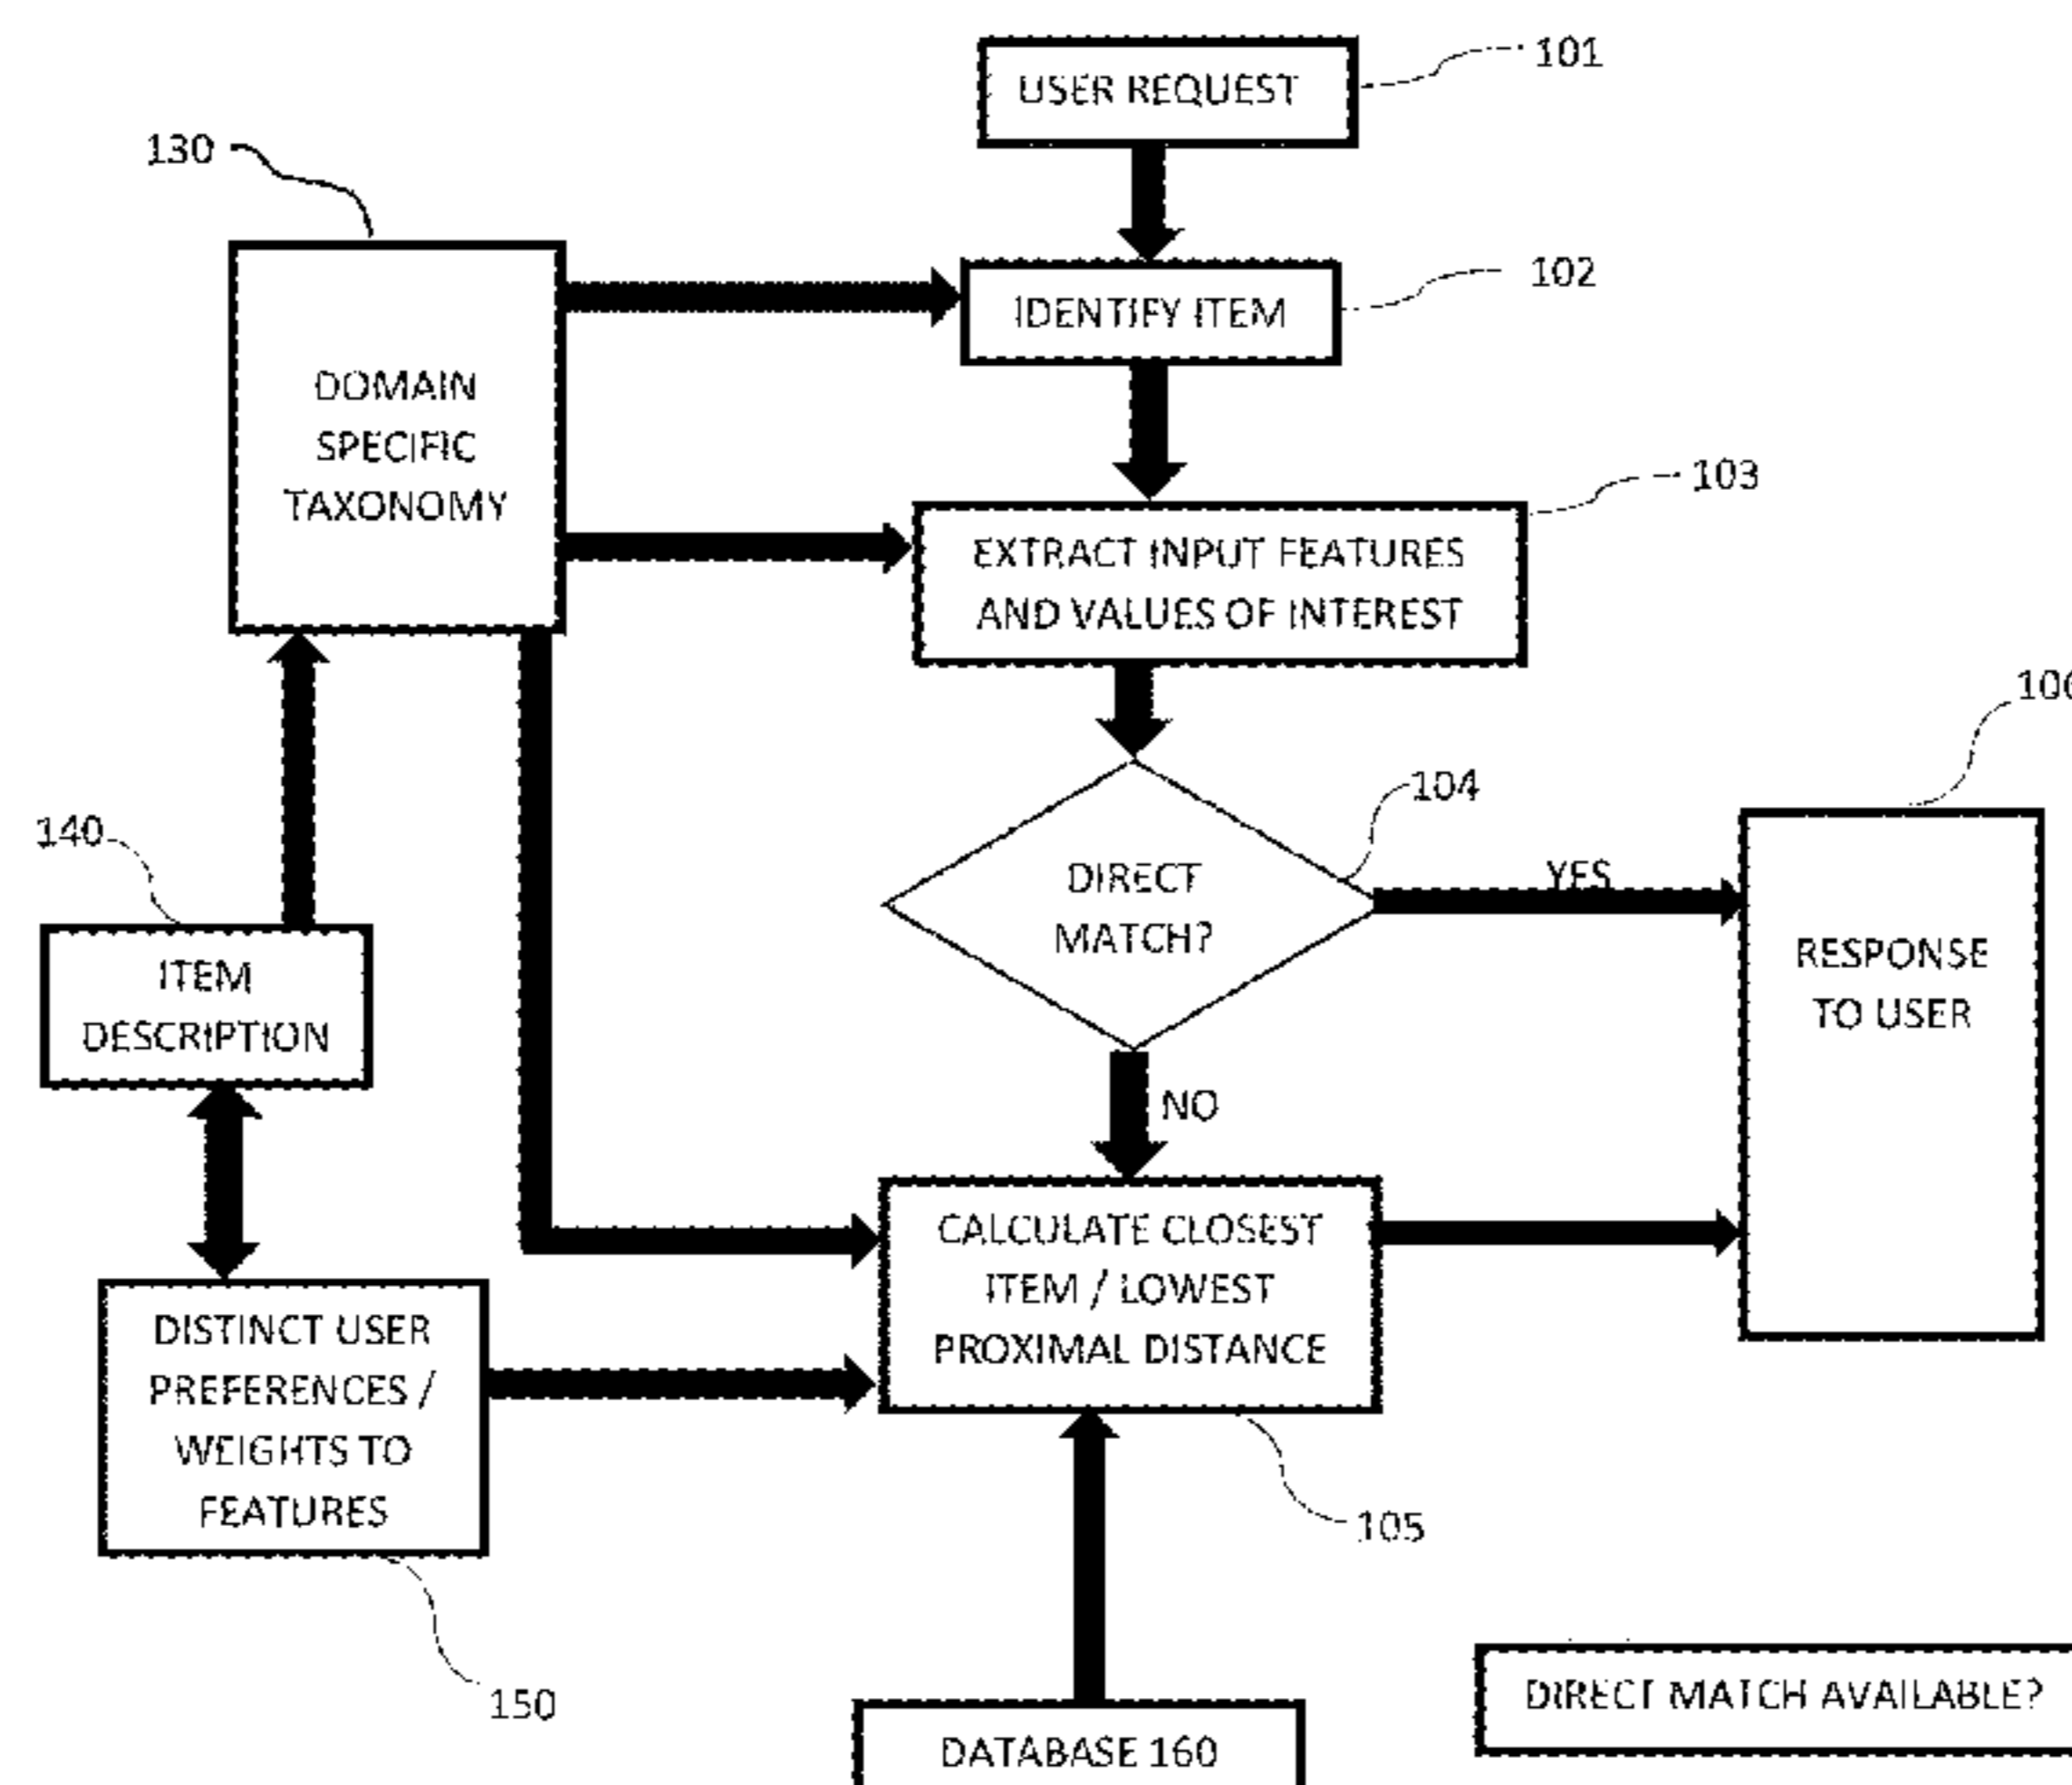 USER REQUEST
101
130
IDENTIFY ITEM
102
DOMAIN
SPECIFIC
TAXONOMY
EXTRACT INPUT FEATURES
AND VALUES OF INTEREST
103
DIRECT
MATCH?
104
YES
NO
RESPONSE
TO USER
140
ITEM
DESCRIPTION
CALCULATE CLOSEST
ITEM / LOWEST
PROXIMAL DISTANCE
105
DISTINCT USER
PREFERENCES /
WEIGHTS TO
FEATURES
150
DATABASE 160
DIRECT MATCH AVAILABLE?